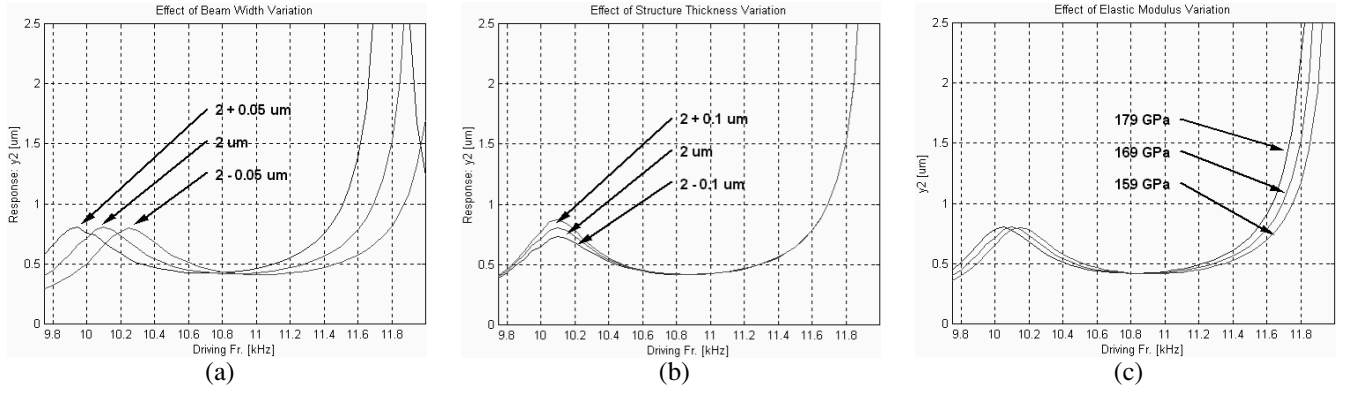 Effect of Beam Width Variation
2.5
2
1.5
1
0.5
0
Response: y2 [um]
2 + 0.05 um
2 um
2 - 0.05 um
9.8 10 10.2 10.4 10.6 10.8 11 11.2 11.4 11.6 11.8
Driving Fr. [kHz]
(a)
Effect of Structure Thickness Variation
2.5
2
1.5
1
0.5
0
Response: y2 [um]
2 + 0.1 um
2 um
2 - 0.1 um
9.8 10 10.2 10.4 10.6 10.8 11 11.2 11.4 11.6 11.8
Driving Fr. [kHz]
(b)
Effect of Elastic Modulus Variation
2.5
2
1.5
1
0.5
0
y2 [um]
179 GPa
169 GPa
159 GPa
9.8 10 10.2 10.4 10.6 10.8 11 11.2 11.4 11.6 11.8
Driving Fr. [kHz]
(c)